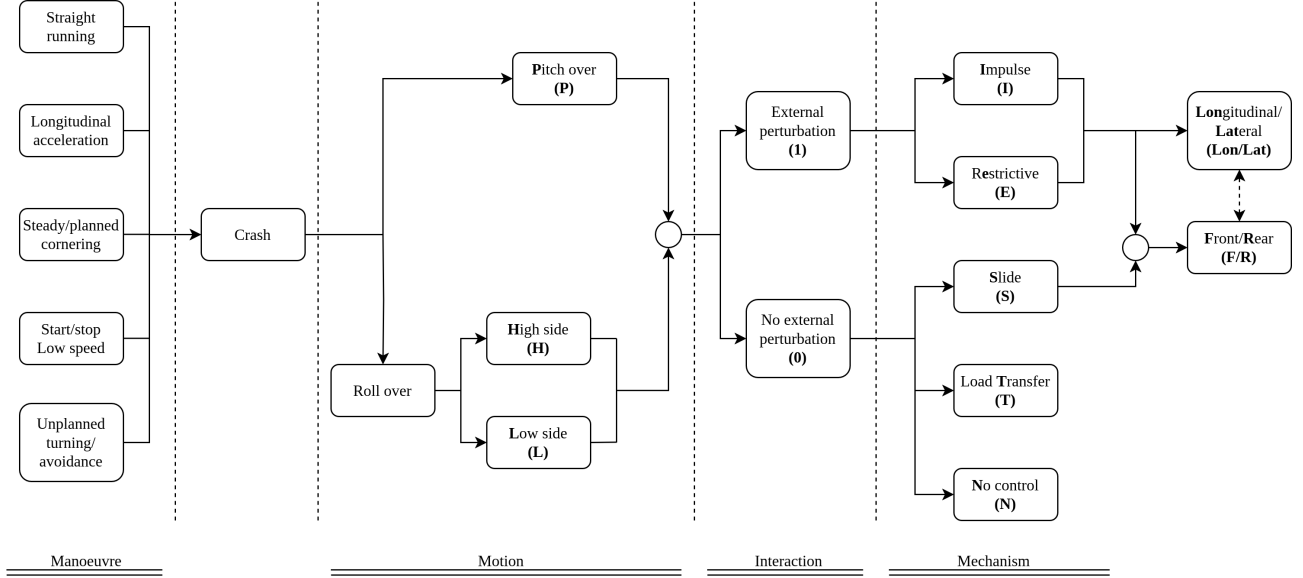 Straight
running
Longitudinal
acceleration
Steady/planned
cornering
Start/stop
Low speed
Unplanned
turning/
avoidance
Crash
Pitch over
(P)
Roll over
High side
(H)
Low side
(L)
External
perturbation
(1)
No external
perturbation
(0)
Impulse
(I)
Restrictive
(E)
Slide
(S)
Load Transfer
(T)
No control
(N)
Longitudinal/
Lateral
(Lon/Lat)
Front/Rear
(F/R)
Manoeuvre
Motion
Interaction
Mechanism